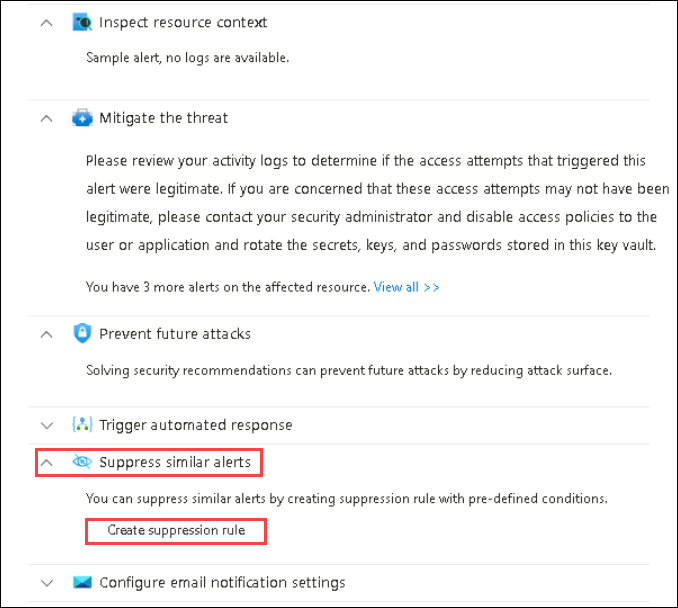 Inspect resource context
Sample alert, no logs are available.
Mitigate the threat
Please review your activity logs to determine if the access attempts that triggered this
alert were legitimate. If you are concerned that these access attempts may not have been
legitimate, please contact your security administrator and disable access policies to the
user or application and rotate the secrets, keys, and passwords stored in this key vault.
You have 3 more alerts on the affected resource. View all >>
Prevent future attacks
Solving security recommendations can prevent future attacks by reducing attack surface.
Trigger automated response
Suppress similar alerts
You can suppress similar alerts by creating suppression rule with pre-defined conditions.
Create suppression rule
Configure email notification settings